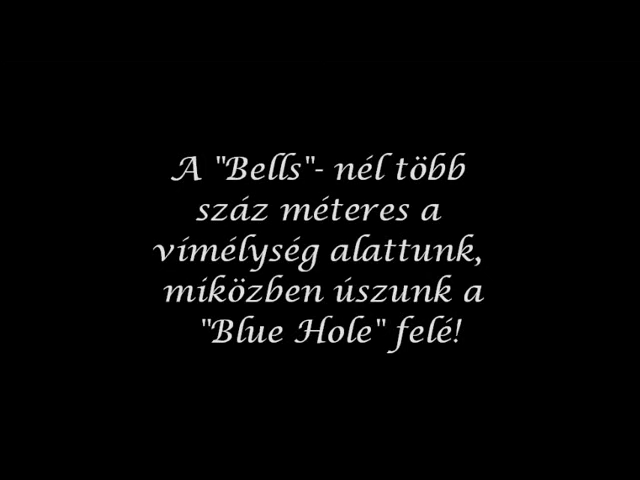 A "Bells"- nél több
száz méteres a
vímélység alattunk,
miközben úszunk a
"Blue Hole" felé!